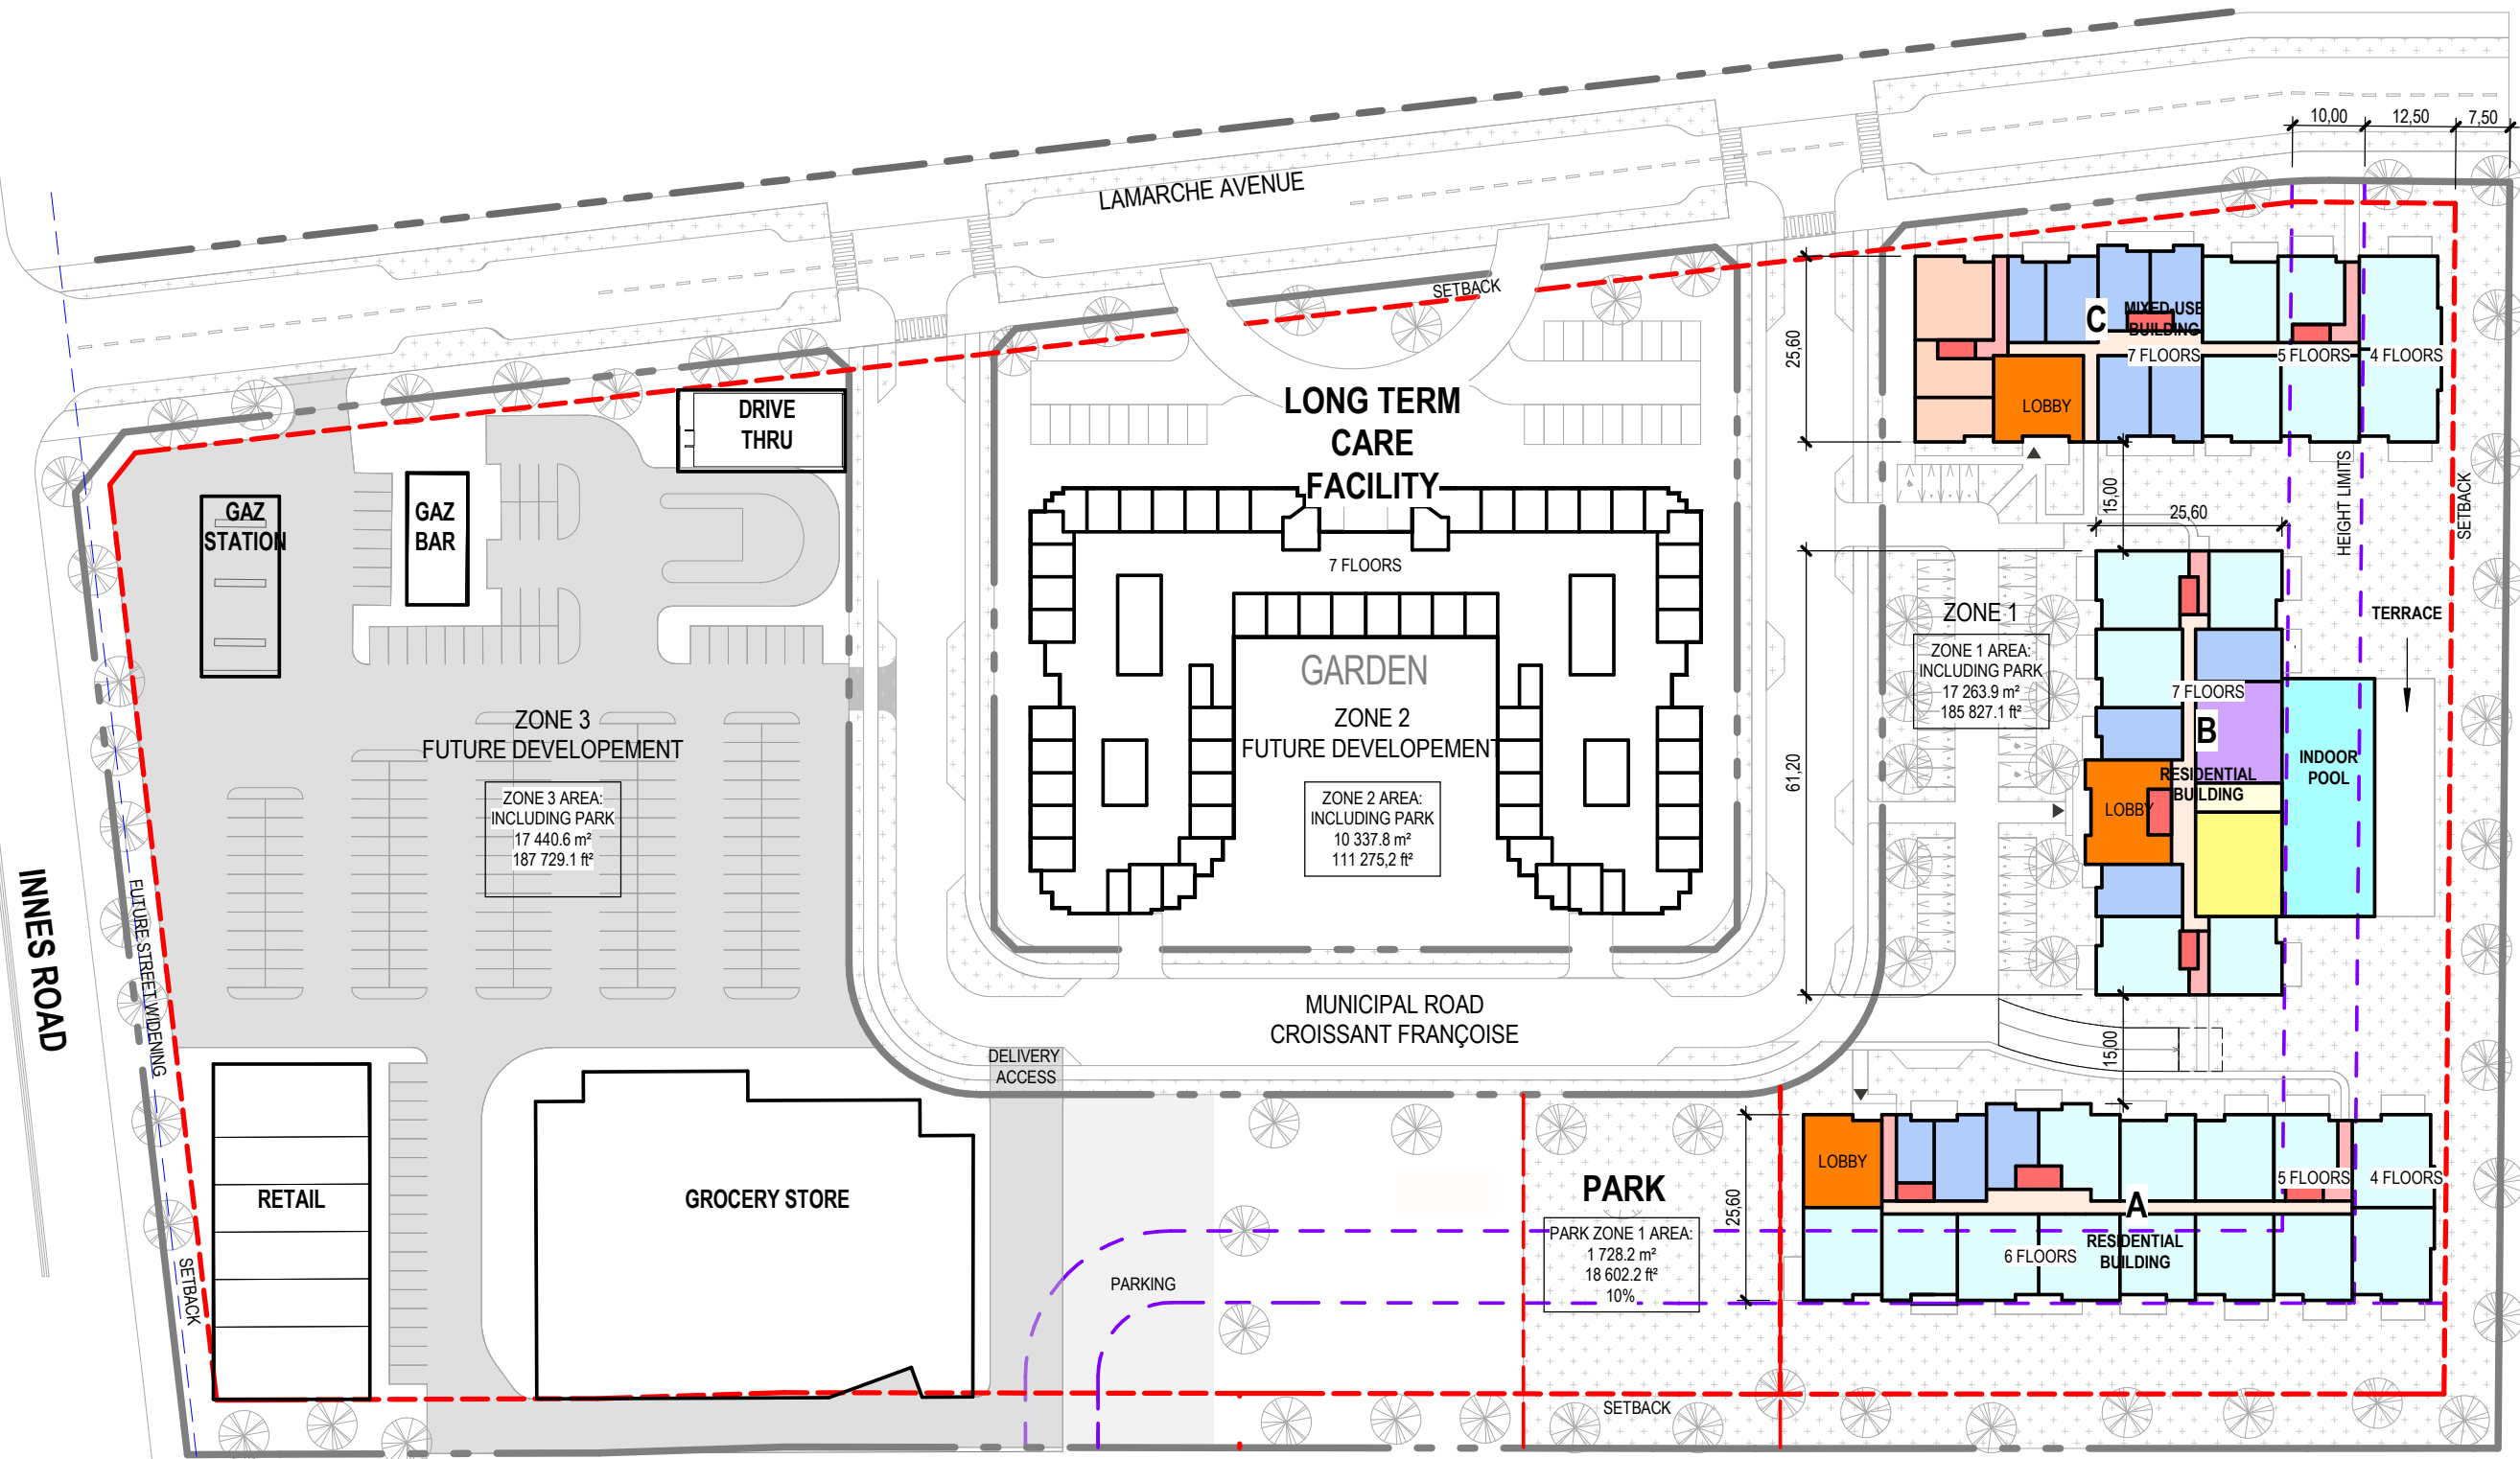 10,00
12,50
7,50
LAMARCHE AVENUE
SETBACK
C
MIXED-USE
BUILDING
7 FLOORS
5 FLOORS
4 FLOORS
25,60
LOBBY
DRIVE
THRU
LONG TERM
CARE
FACILITY
7 FLOORS
GAZ
STATION
GAZ
BAR
15,00
25,60
HEIGHT LIMITS
SETBACK
ZONE 1
ZONE 1 AREA:
INCLUDING PARK
17 263.9 m²
185 827.1 ft²
TERRACE
7 FLOORS
B
RESIDENTIAL
BUILDING
LOBBY
INDOOR
POOL
61,20
GARDEN
ZONE 2
FUTURE DEVELOPEMENT
ZONE 2 AREA:
INCLUDING PARK
10 337.8 m²
111 275,2 ft²
ZONE 3
FUTURE DEVELOPEMENT
ZONE 3 AREA:
INCLUDING PARK
17 440.6 m²
187 729.1 ft²
INNES ROAD
FUTURE STREET WIDENING
MUNICIPAL ROAD
CROISSANT FRANÇOISE
DELIVERY
ACCESS
15,00
LOBBY
5 FLOORS
4 FLOORS
A
RESIDENTIAL
BUILDING
6 FLOORS
25,60
PARK
PARK ZONE 1 AREA:
1 728.2 m²
18 602.2 ft²
10%
PARKING
RETAIL
GROCERY STORE
SETBACK
SETBACK